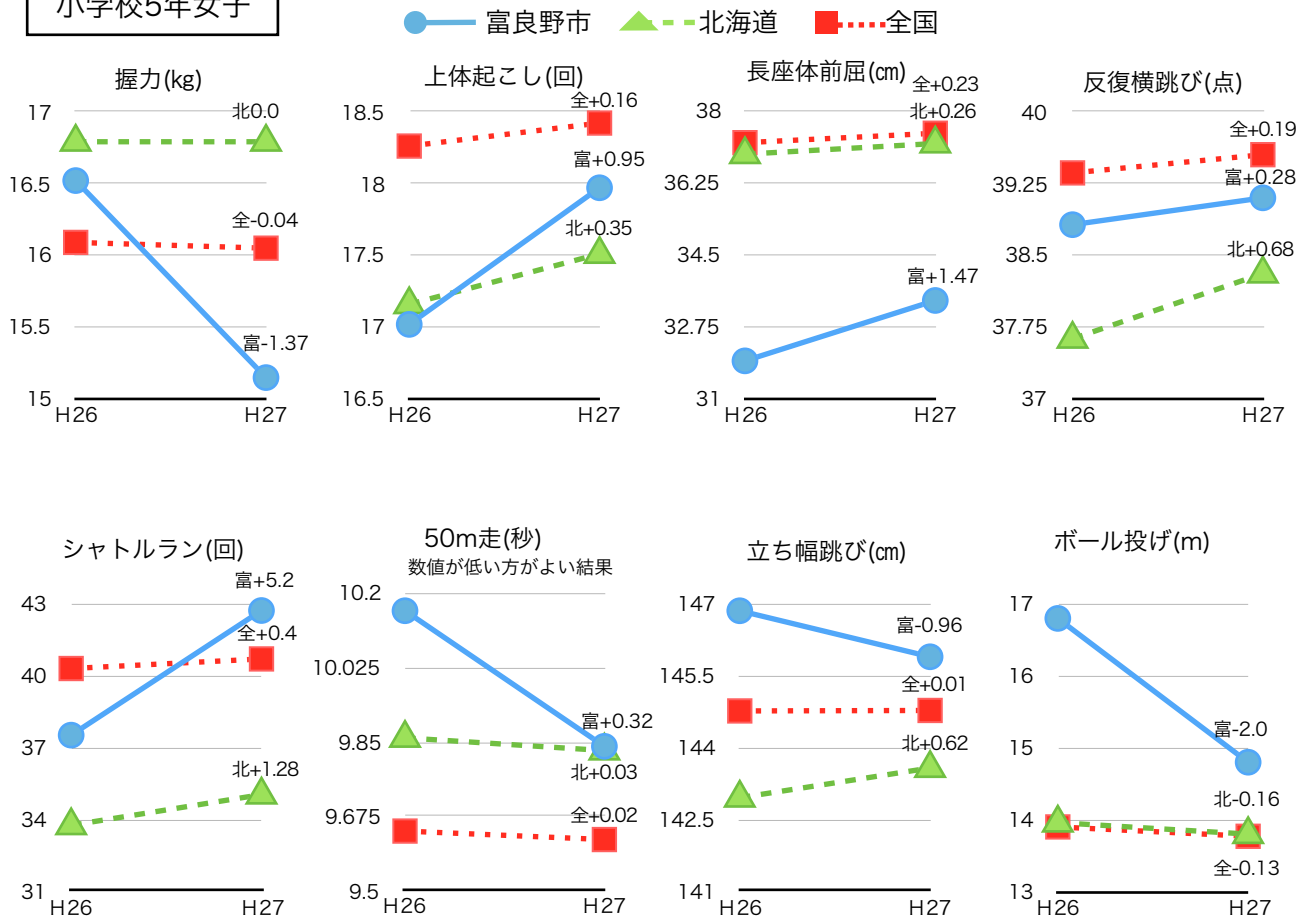 小学校5年女子
富良野市 北海道 全国
握力(kg)
17
16.5
16
15.5
15
北0.0
全-0.04
富-1.37
H26 H27
上体起こし(回)
18.5
18
17.5
17
16.5
全+0.16
富+0.95
北+0.35
H26 H27
長座体前屈(㎝)
38
36.25
34.5
32.75
31
全+0.23
北+0.26
富+1.47
H26 H27
反復横跳び(点)
40
39.25
38.5
37.75
37
全+0.19
富+0.28
北+0.68
H26 H27
シャトルラン(回)
43
40
37
34
31
富+5.2
全+0.4
北+1.28
H26 H27
50m走(秒)
数値が低い方がよい結果
10.2
10.025
9.85
9.675
9.5
富+0.32
北+0.03
全+0.02
H26 H27
立ち幅跳び(㎝)
147
145.5
144
142.5
141
富-0.96
全+0.01
北+0.62
H26 H27
ボール投げ(m)
17
16
15
14
13
富-2.0
北-0.16
全-0.13
H26 H27